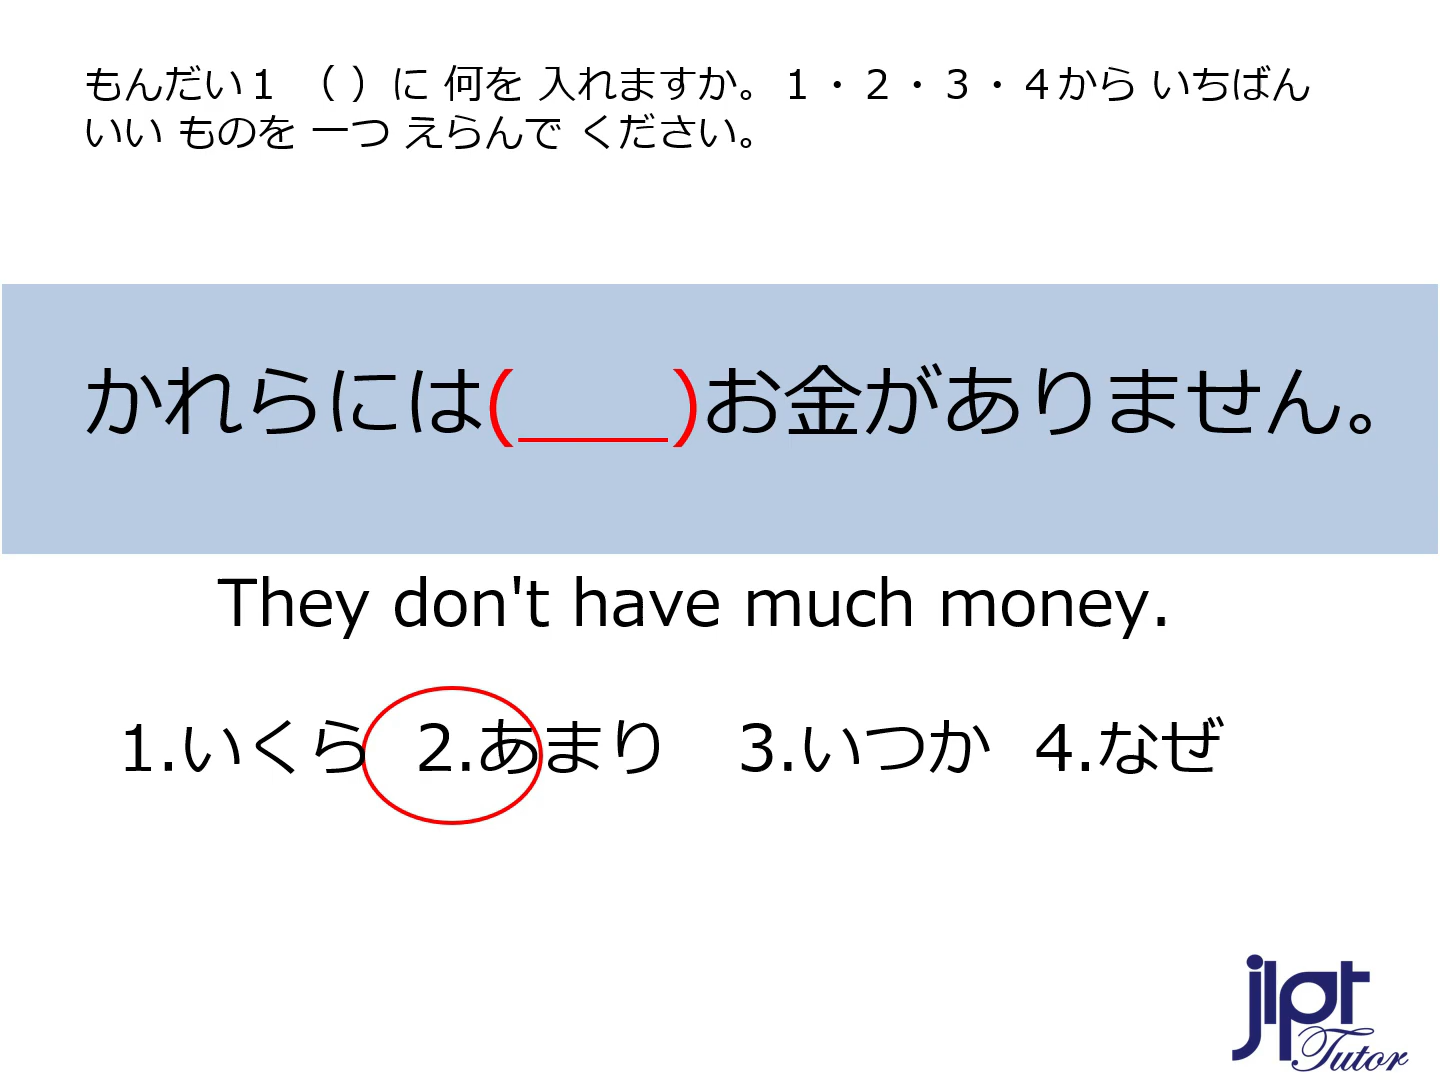 もんだい１ （ ）に 何を 入れますか。１・２・３・４から いちばん
いい ものを 一つ えらんで ください。
かれらには(____)お金がありません。
They don't have much money.
1.いくら 2.あまり 3.いつか 4.なぜ
jlpt
Tutor